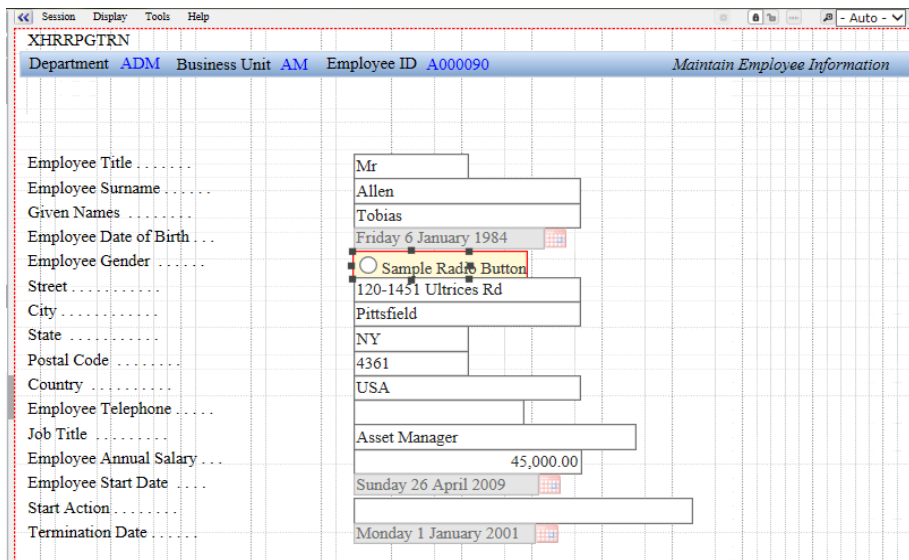 Session Display Tools Help - Auto -
XHRRPGTRN
Department ADM Business Unit AM Employee ID A000090 Maintain Employee Information
Employee Title . . . . . . . Mr
Employee Surname . . . . . . Allen
Given Names . . . . . . . . Tobias
Employee Date of Birth . . . Friday 6 January 1984
Employee Gender . . . . . Sample Radio Button
Street . . . . . . . . . . . 120-1451 Ultrices Rd
City . . . . . . . . . . . . Pittsfield
State . . . . . . . . . . . NY
Postal Code . . . . . . . . 4361
Country . . . . . . . . . . USA
Employee Telephone . . . . .
Job Title . . . . . . . . . Asset Manager
Employee Annual Salary . . . 45,000.00
Employee Start Date . . . . Sunday 26 April 2009
Start Action . . . . . . . .
Termination Date . . . . . . Monday 1 January 2001